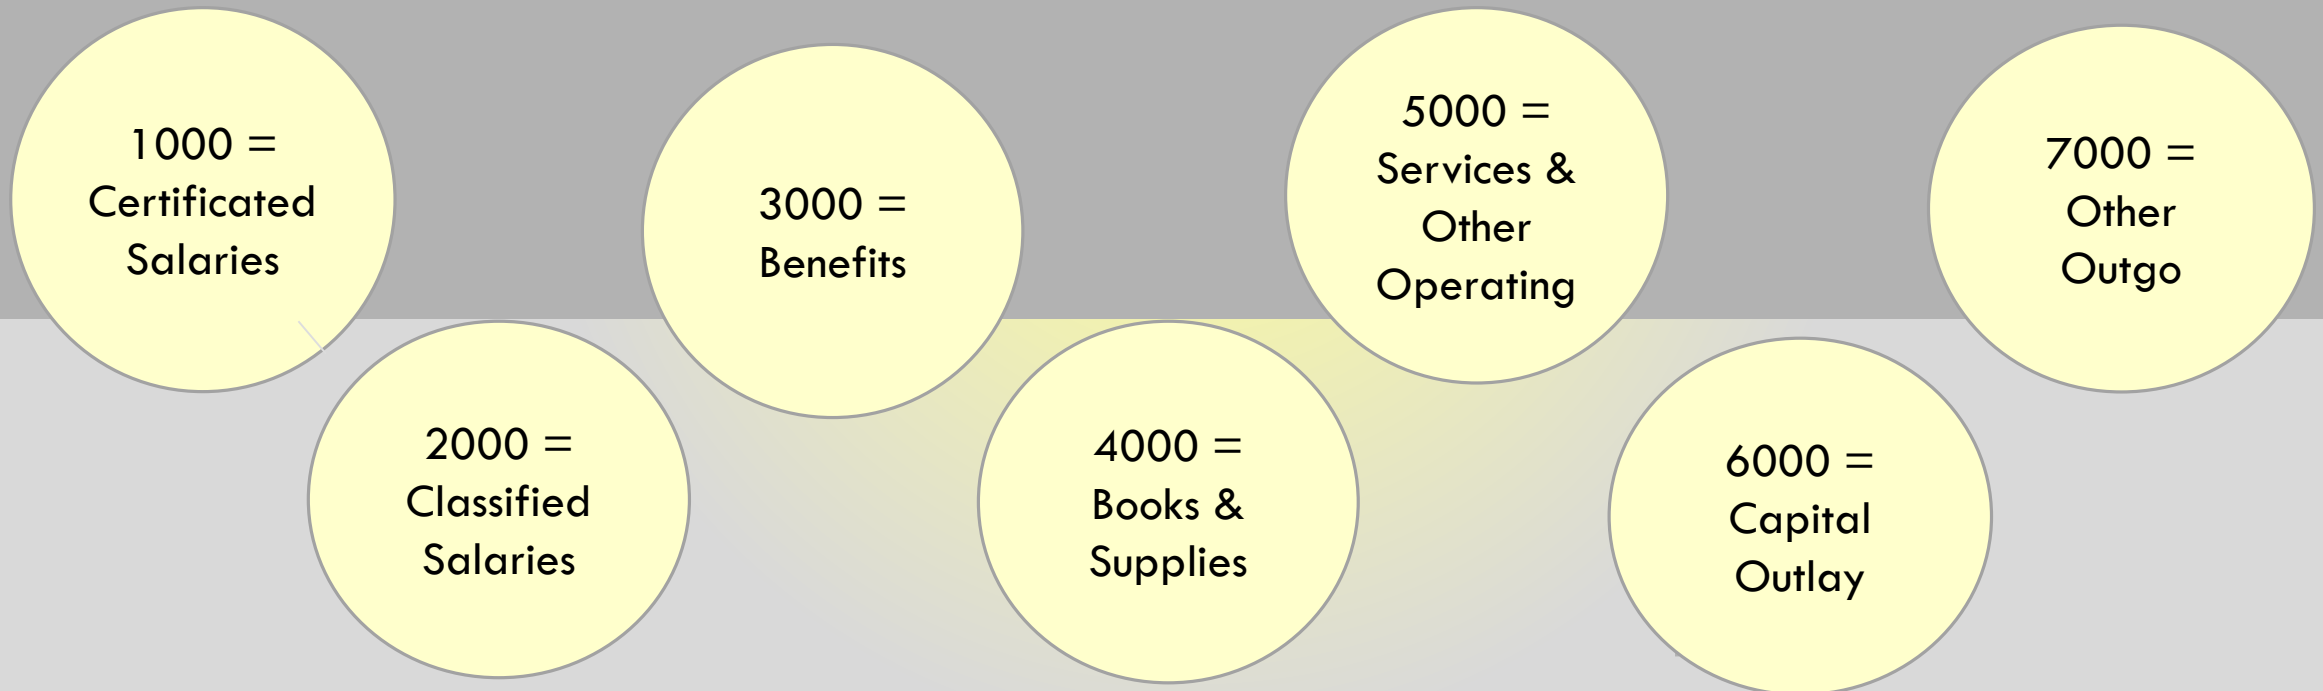 1000 =
Certificated
Salaries
2000 =
Classified
Salaries
3000 =
Benefits
4000 =
Books &
Supplies
5000 =
Services &
Other
Operating
6000 =
Capital
Outlay
7000 =
Other
Outgo